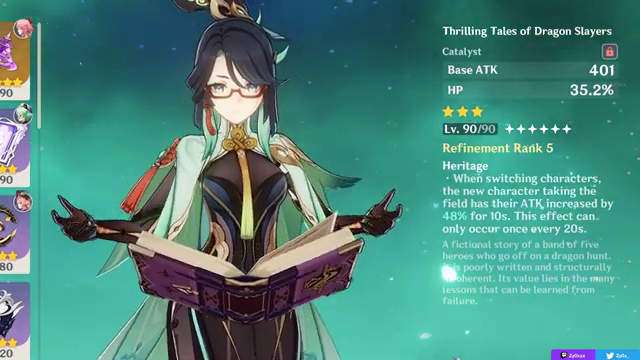 Thrilling Tales of Dragon Slayers
Catalyst
Base ATK 401
HP 35.2%
Lv. 90/90
Refinement Rank 5
Heritage
· When switching characters,
the new character taking the
field has their ATK increased by
48% for 10s. This effect can
only occur once every 20s.
A fictional story of a band of five
heroes who go off on a dragon hunt.
is poorly written and structurally
Its value lies in the many
lessons that can be learned from
failure.
90
90
80
20